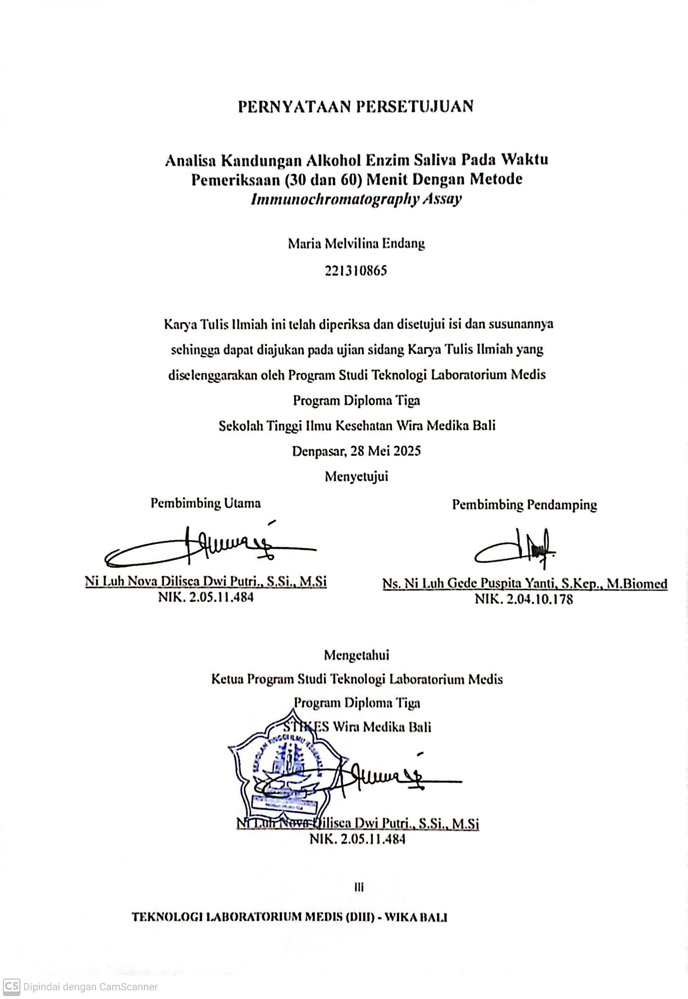 PERNYATAAN PERSETUJUAN
Analisa Kandungan Alkohol Enzim Saliva Pada Waktu
Pemeriksaan (30 dan 60) Menit Dengan Metode
Immunochromatography Assay
Maria Melvilina Endang
221310865
Karya Tulis Ilmiah ini telah diperiksa dan disetujui isi dan susunannya
sehingga dapat diajukan pada ujian sidang Karya Tulis Ilmiah yang
diselenggarakan oleh Program Studi Teknologi Laboratorium Medis
Program Diploma Tiga
Sekolah Tinggi Ilmu Kesehatan Wira Medika Bali
Denpasar, 28 Mei 2025
Menyetujui
Pembimbing Utama
Pembimbing Pendamping
Ni Luh Nova Dilisca Dwi Putri., S.Si., M.Si
NIK. 2.05.11.484
Ns. Ni Luh Gede Puspita Yanti, S.Kep., M.Biomed
NIK. 2.04.10.178
Mengetahui
Ketua Program Studi Teknologi Laboratorium Medis
Program Diploma Tiga
STIKES Wira Medika Bali
SEKOLAH TINGGI ILMU KESEHATAN
Ni Luh Nova Dilisca Dwi Putri., S.Si., M.Si
NIK. 2.05.11.484
iii
TEKNOLOGI LABORATORIUM MEDIS (DIII) - WIKA BALI
CS Dipindai dengan CamScanner